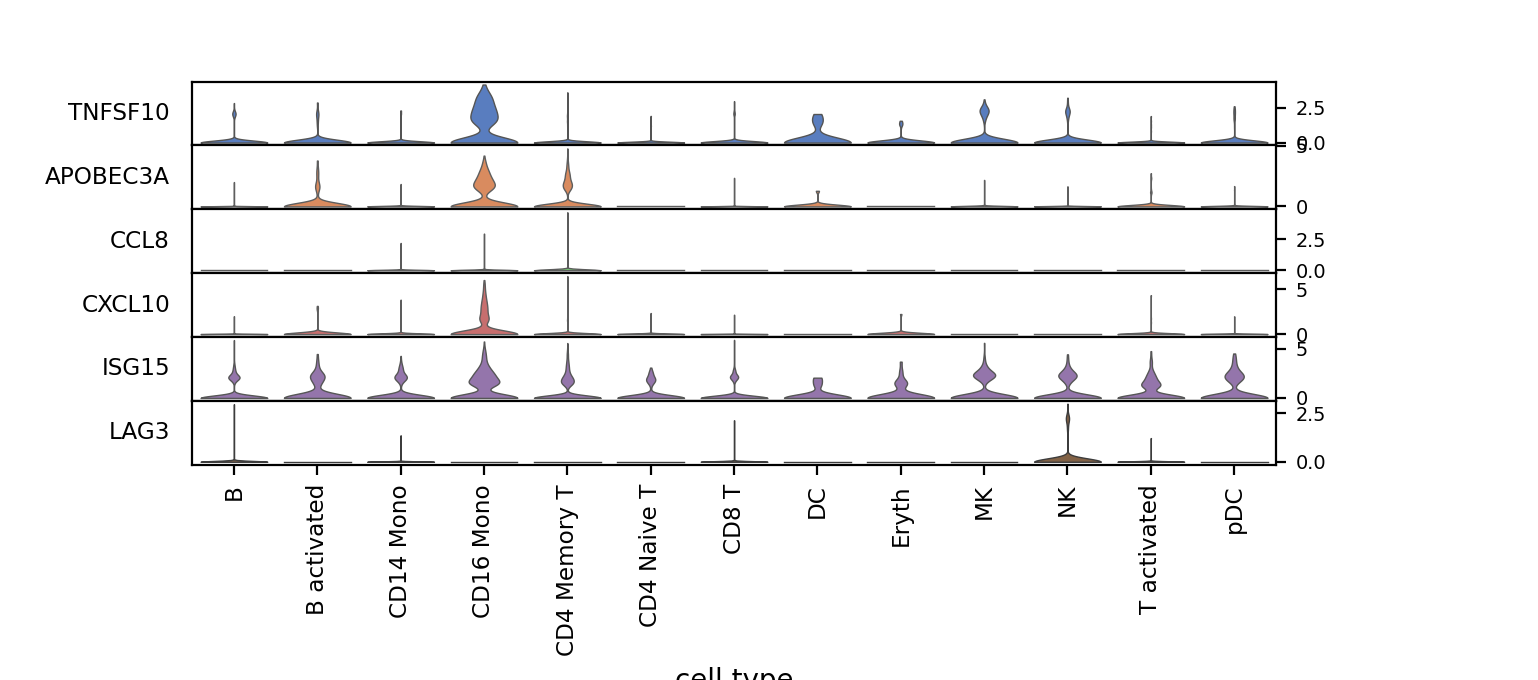 TNFSF10
2.5
0.0
APOBEC3A
5
0
CCL8
2.5
0.0
CXCL10
5
0
ISG15
5
0
LAG3
2.5
0.0
B
B activated
CD14 Mono
CD16 Mono
CD4 Memory T
CD4 Naive T
CD8 T
DC
Eryth
MK
NK
T activated
pDC
cell type